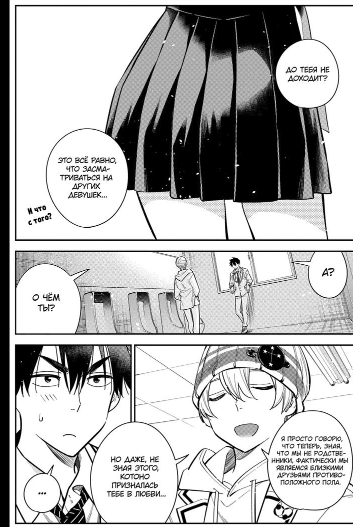 ДО ТЕБЯ НЕ
ДОХОДИТ?
ЭТО ВСЁ РАВНО,
ЧТО ЗАСМА-
ТРИВАТЬСЯ НА
ДРУГИХ
ДЕВУШЕК...
И что
с того?
А?
О ЧЁМ
ТЫ?
Я ПРОСТО ГОВОРЮ,
ЧТО ТЕПЕРЬ, ЗНАЯ,
ЧТО МЫ НЕ РОДСТВЕ-
ННИКИ, ФАКТИЧЕСКИ МЫ
ЯВЛЯЕМСЯ БЛИЗКИМИ
ДРУЗЬЯМИ ПРОТИВО-
ПОЛОЖНОГО ПОЛА.
НО ДАЖЕ, НЕ
ЗНАЯ ЭТОГО,
КОТОНО
ПРИЗНАЛАСЬ
ТЕБЕ В ЛЮБВИ...
...